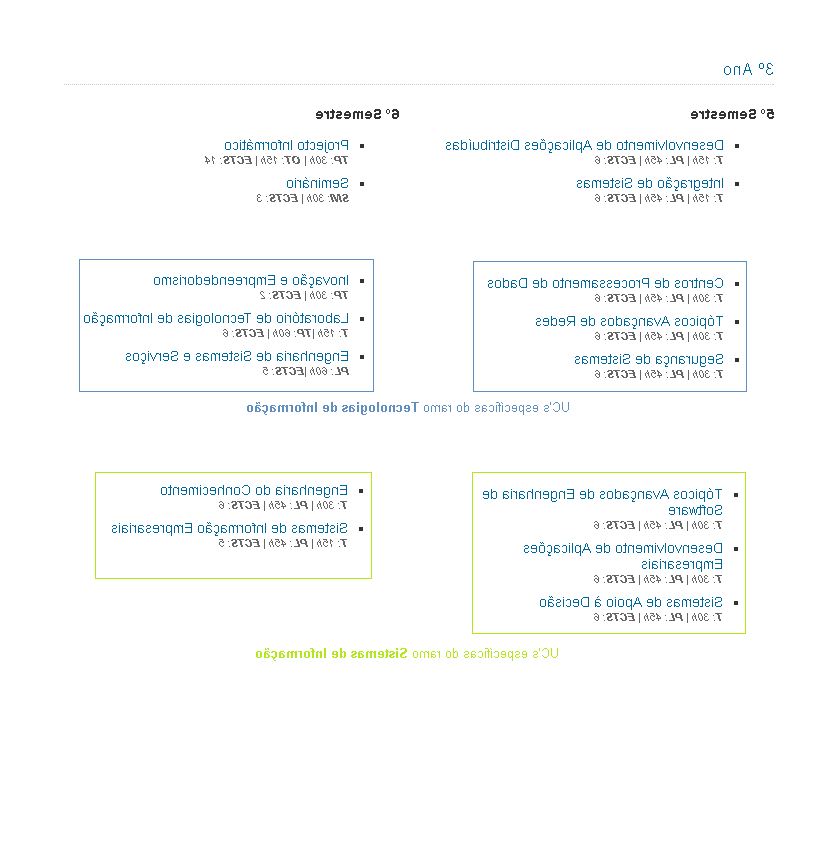 3º Ano
5º Semestre
Desenvolvimento de Aplicações Distribuídas
T: 15h | PL: 45h | ECTS: 6
Integração de Sistemas
T: 15h | PL: 45h | ECTS: 6
6º Semestre
Projecto Informático
TP: 30h | OT: 15h | ECTS: 14
Seminário
SM: 30h | ECTS: 3
Centros de Processamento de Dados
T: 30h | PL: 45h | ECTS: 6
Tópicos Avançados de Redes
T: 30h | PL: 45h | ECTS: 6
Segurança de Sistemas
T: 30h | PL: 45h | ECTS: 6
Inovação e Empreendedorismo
TP: 30h | ECTS: 2
Laboratório de Tecnologias de Informação
T: 15h | TP: 60h | ECTS: 6
Engenharia de Sistemas e Serviços
PL: 60h |ECTS: 5
UC's específicas do ramo Tecnologias de Informação
Tópicos Avançados de Engenharia de
Software
T: 30h | PL: 45h | ECTS: 6
Desenvolvimento de Aplicações
Empresariais
T: 30h | PL: 45h | ECTS: 6
Sistemas de Apoio à Decisão
T: 30h | PL: 45h | ECTS: 6
Engenharia do Conhecimento
T: 30h | PL: 45h | ECTS: 6
Sistemas de Informação Empresariais
T: 15h | PL: 45h | ECTS: 5
UC's específicas do ramo Sistemas de Informação